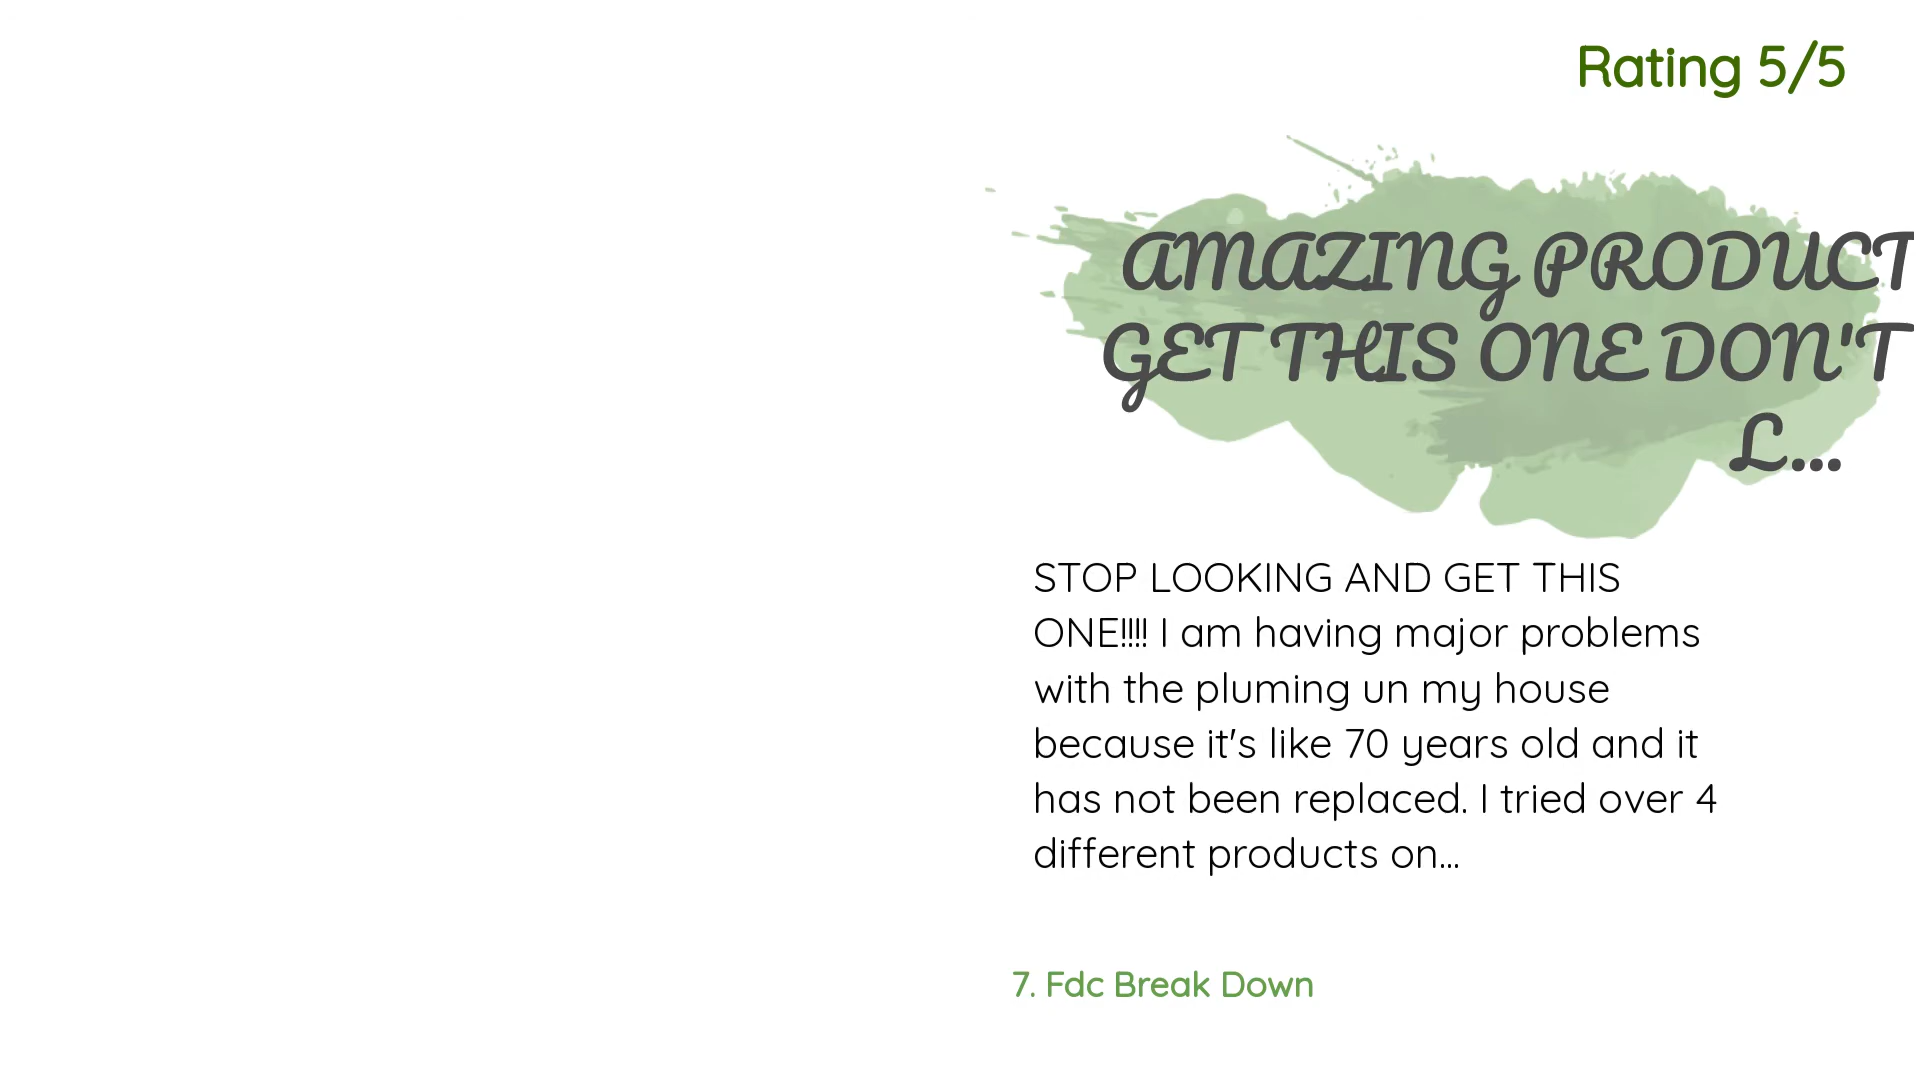 Rating 5/5
AMAZING PRODUCT
GET THIS ONE DON'T
L...
STOP LOOKING AND GET THIS
ONE!!!! I am having major problems
with the pluming un my house
because it's like 70 years old and it
has not been replaced. I tried over 4
different products on...
7. Fdc Break Down